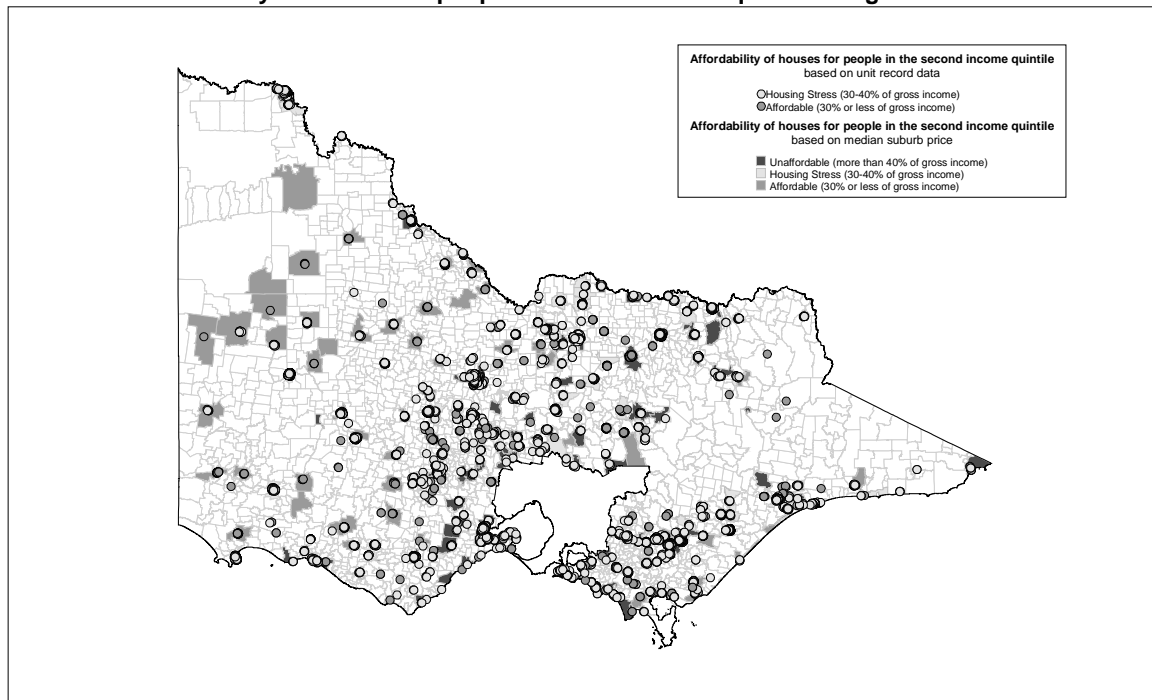 Affordability of houses for people in the second income quintile
based on unit record data
Housing Stress (30-40% of gross income)
Affordable (30% or less of gross income)
Affordability of houses for people in the second income quintile
based on median suburb price
Unaffordable (more than 40% of gross income)
Housing Stress (30-40% of gross income)
Affordable (30% or less of gross income)